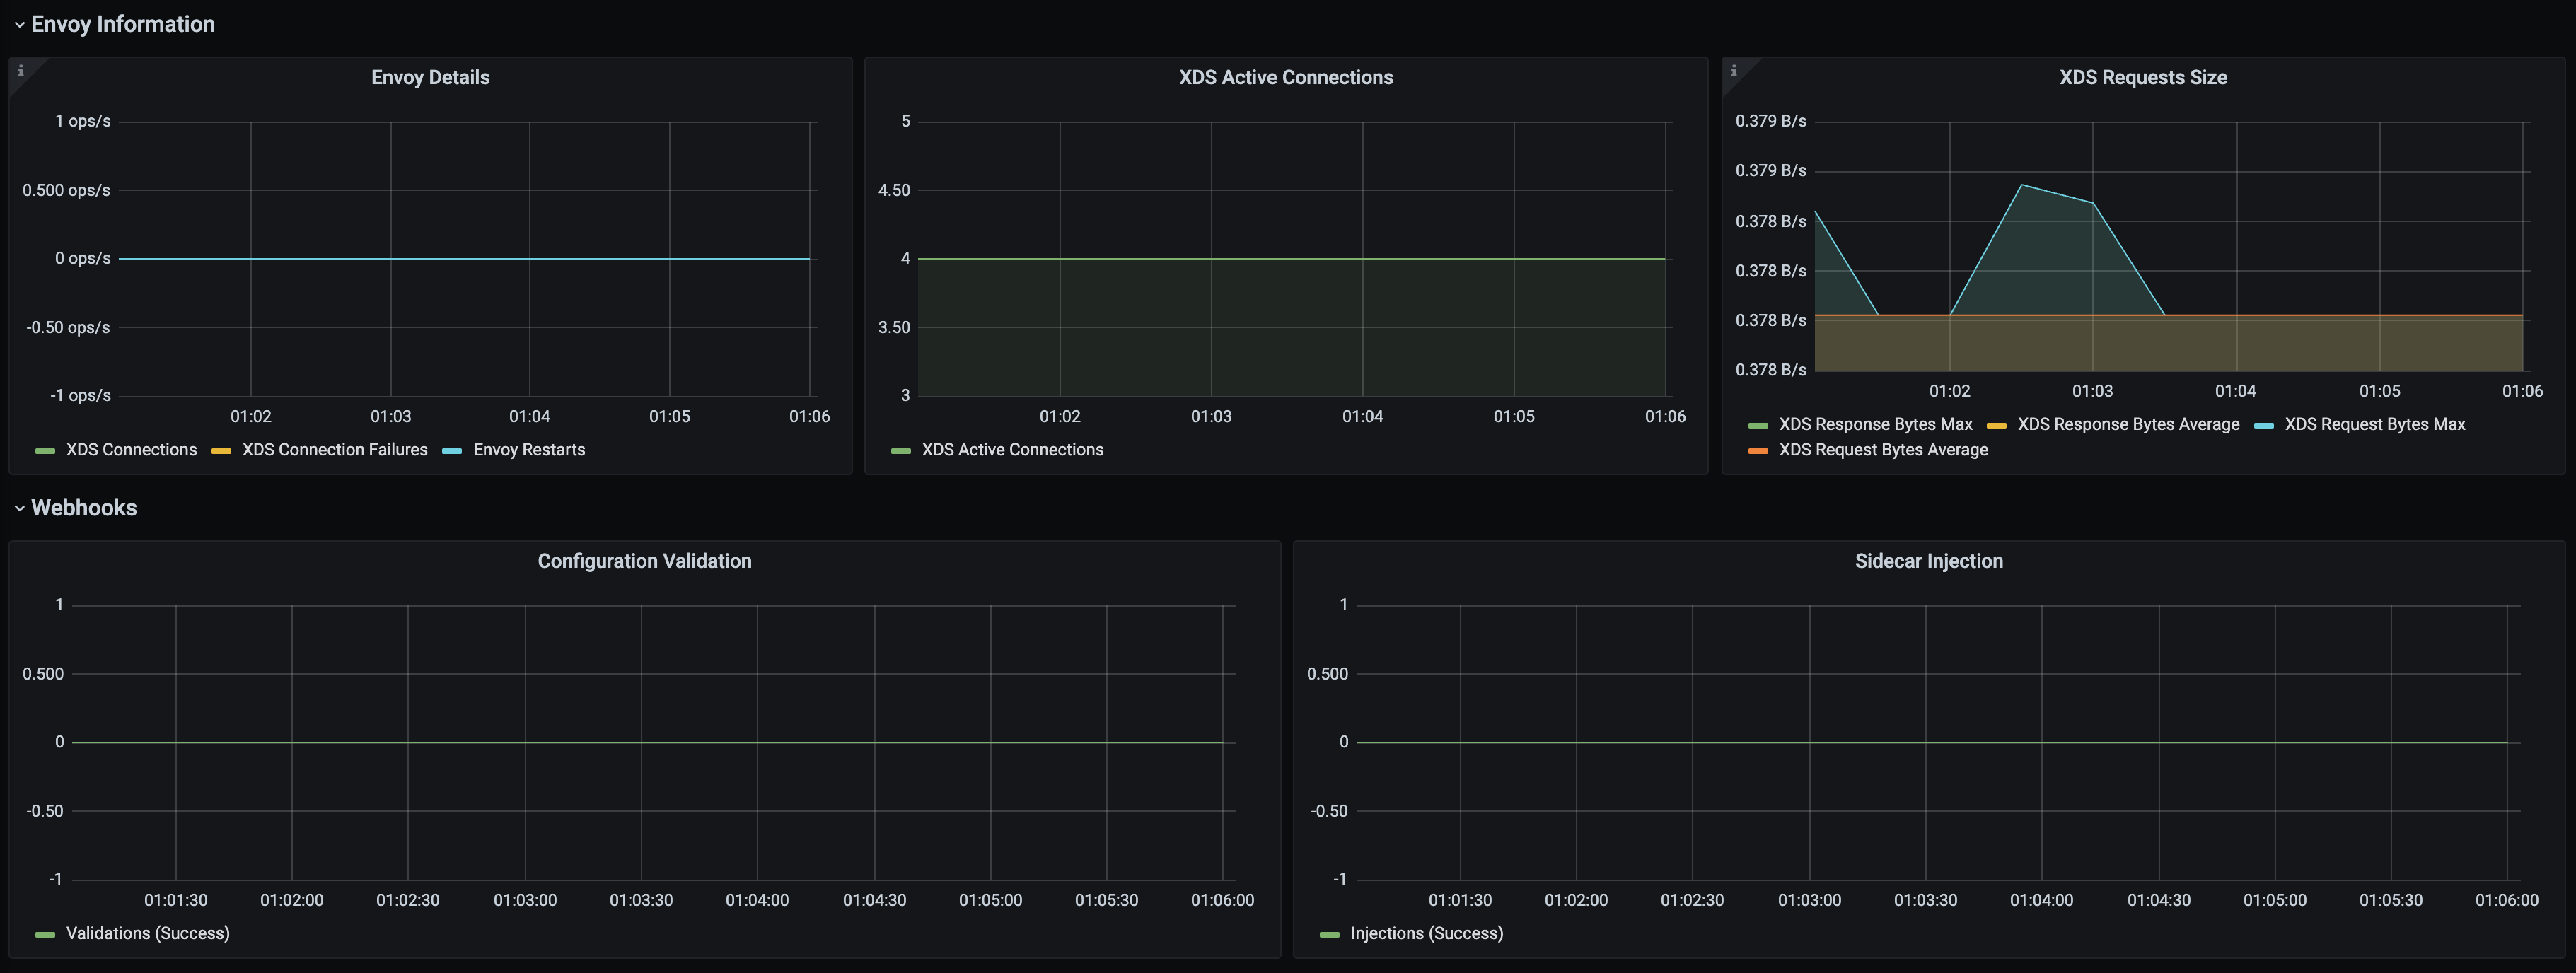 Envoy Information
Envoy Details
1 ops/s
0.500 ops/s
0 ops/s
-0.50 ops/s
-1 ops/s
01:02 01:03 01:04 01:05 01:06
XDS Connections XDS Connection Failures Envoy Restarts
XDS Active Connections
5
4.50
4
3.50
3
01:02 01:03 01:04 01:05 01:06
XDS Active Connections
XDS Requests Size
0.379 B/s
0.379 B/s
0.378 B/s
0.378 B/s
0.378 B/s
0.378 B/s
01:02 01:03 01:04 01:05 01:06
XDS Response Bytes Max XDS Response Bytes Average XDS Request Bytes Max
XDS Request Bytes Average
Webhooks
Configuration Validation
1
0.500
0
-0.50
-1
01:01:30 01:02:00 01:02:30 01:03:00 01:03:30 01:04:00 01:04:30 01:05:00 01:05:30 01:06:00
Validations (Success)
Sidecar Injection
1
0.500
0
-0.50
-1
01:01:30 01:02:00 01:02:30 01:03:00 01:03:30 01:04:00 01:04:30 01:05:00 01:05:30 01:06:00
Injections (Success)